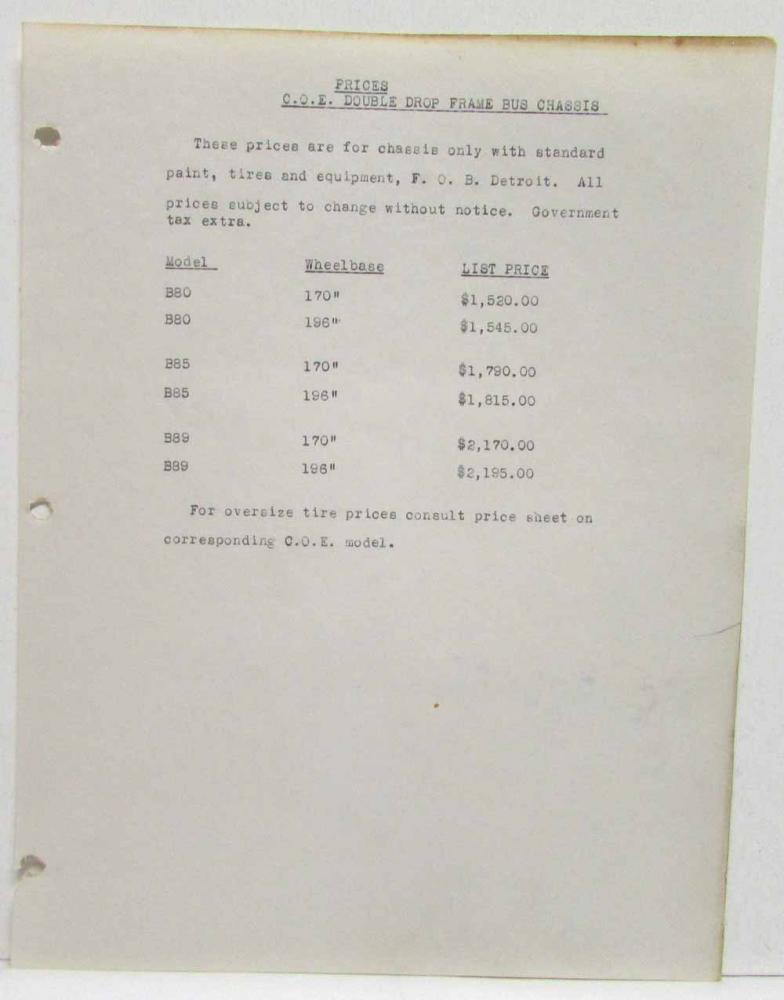 PRICES
C.O.E. DOUBLE DROP FRAME BUS CHASSIS
These prices are for chassis only with standard
paint, tires and equipment, F. O. B. Detroit. All
prices subject to change without notice. Government
tax extra.
Model Wheelbase LIST PRICE
B80 170" $1,520.00
B80 196" $1,545.00
B85 170" $1,790.00
B85 196" $1,815.00
B89 170" $2,170.00
B89 196" $2,195.00
For oversize tire prices consult price sheet on
corresponding C.O.E. model.